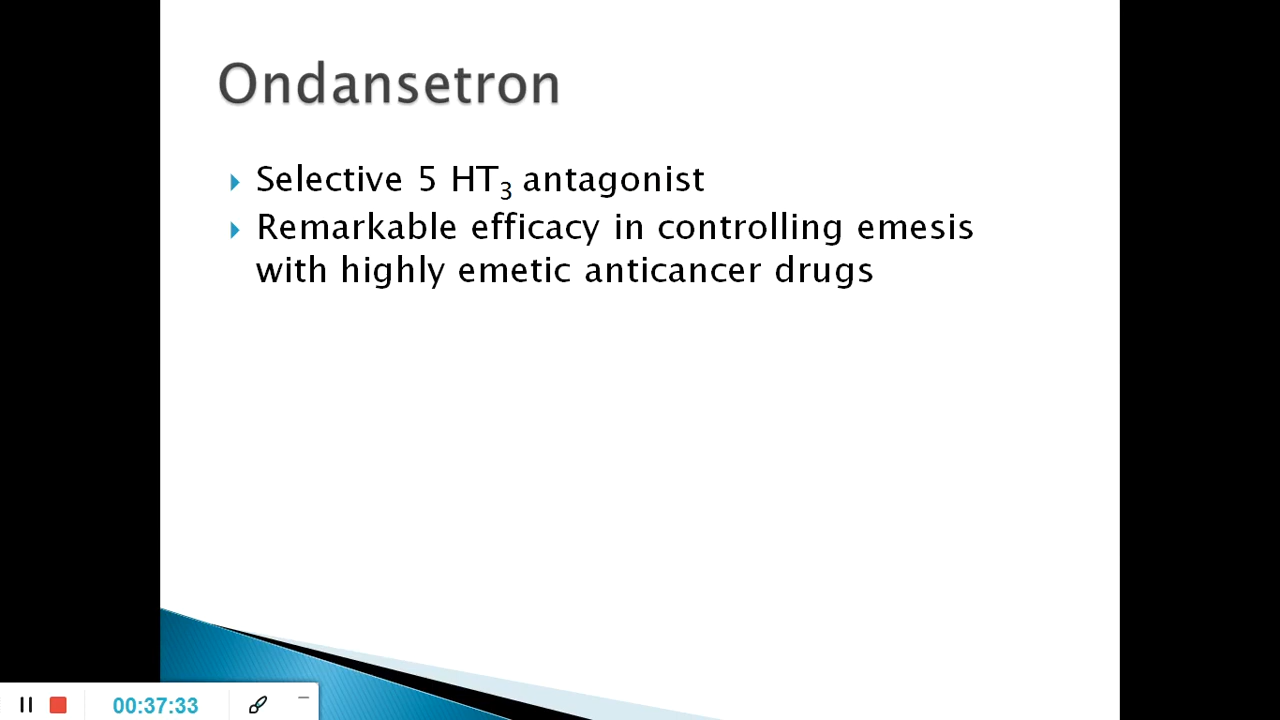 Ondansetron
Selective 5 HT₃ antagonist
Remarkable efficacy in controlling emesis
with highly emetic anticancer drugs
00:37:33